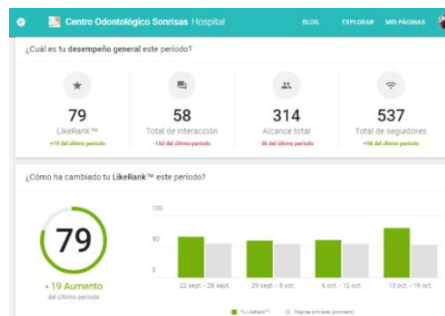 Centro Odontológico Sonrisas Hospital
BLOG EXPLORAR MIS PÁGINAS
¿Cuál es tu desempeño general este período?
79 58 314 537
LikeRank™ Total de interacción Alcance total Total de seguidores
+19 del último período del último período del último período del último período
¿Cómo ha cambiado tu LikeRank™ este período?
100
50
0
79
+19 Aumento
del último período
22 sept. - 28 sept. 29 sept. - 5 oct. 6 oct. - 12 oct. 13 oct. - 19 oct.
Tu LikeRank™ Páginas similares (promedio)